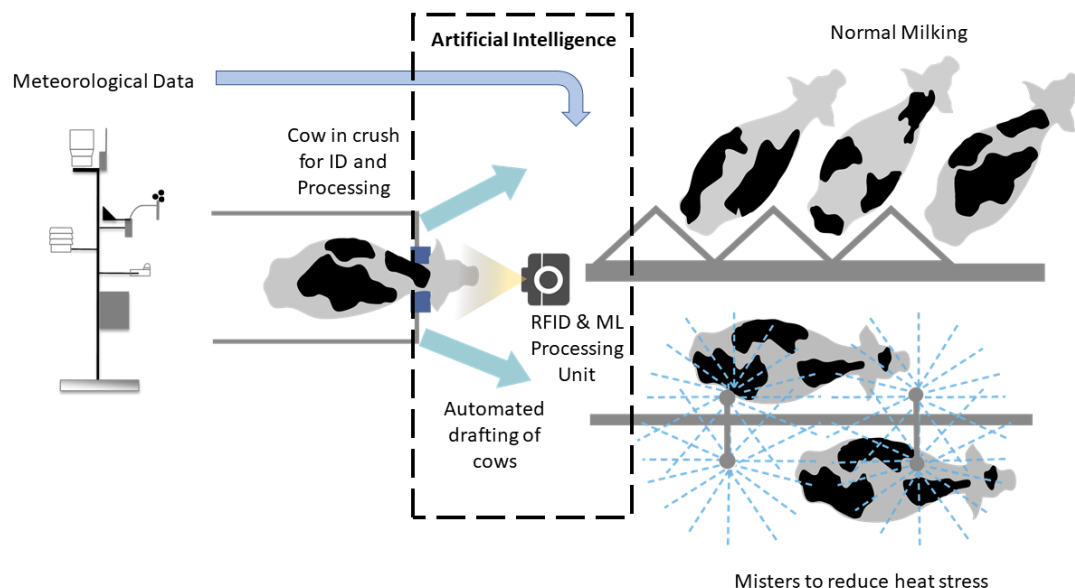 Artificial Intelligence
Normal Milking
Meteorological Data
Cow in crush
for ID and
Processing
RFID & ML
Processing
Unit
Automated
drafting of
cows
Misters to reduce heat stress